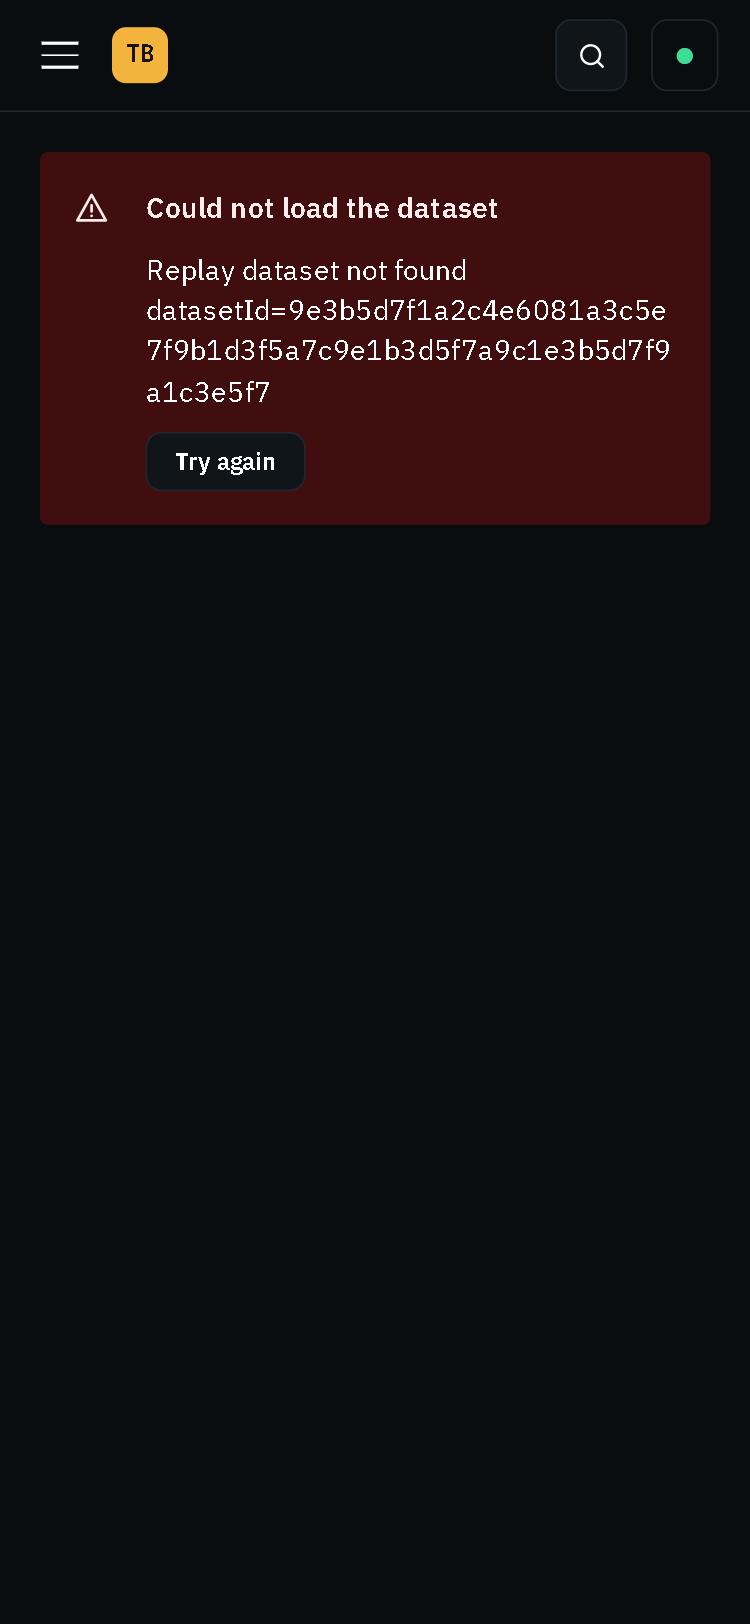 TB
Could not load the dataset
Replay dataset not found
datasetId=9e3b5d7f1a2c4e6081a3c5e
7f9b1d3f5a7c9e1b3d5f7a9c1e3b5d7f9
a1c3e5f7
Try again